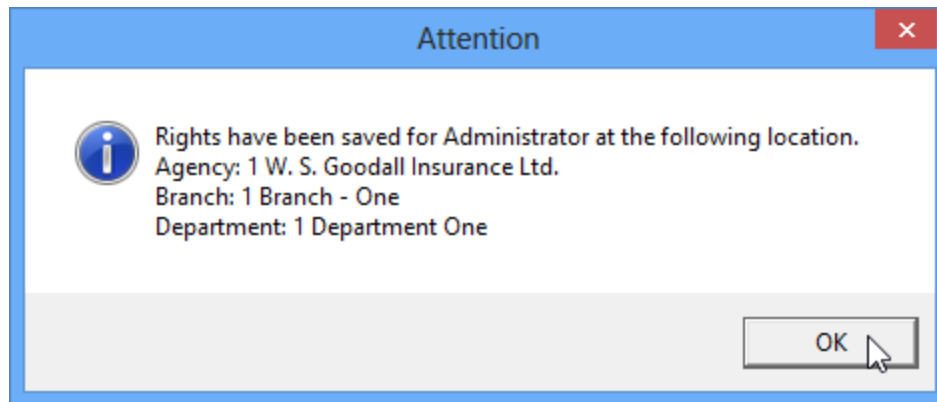 Attention
Rights have been saved for Administrator at the following location.
Agency: 1 W. S. Goodall Insurance Ltd.
Branch: 1 Branch - One
Department: 1 Department One
OK